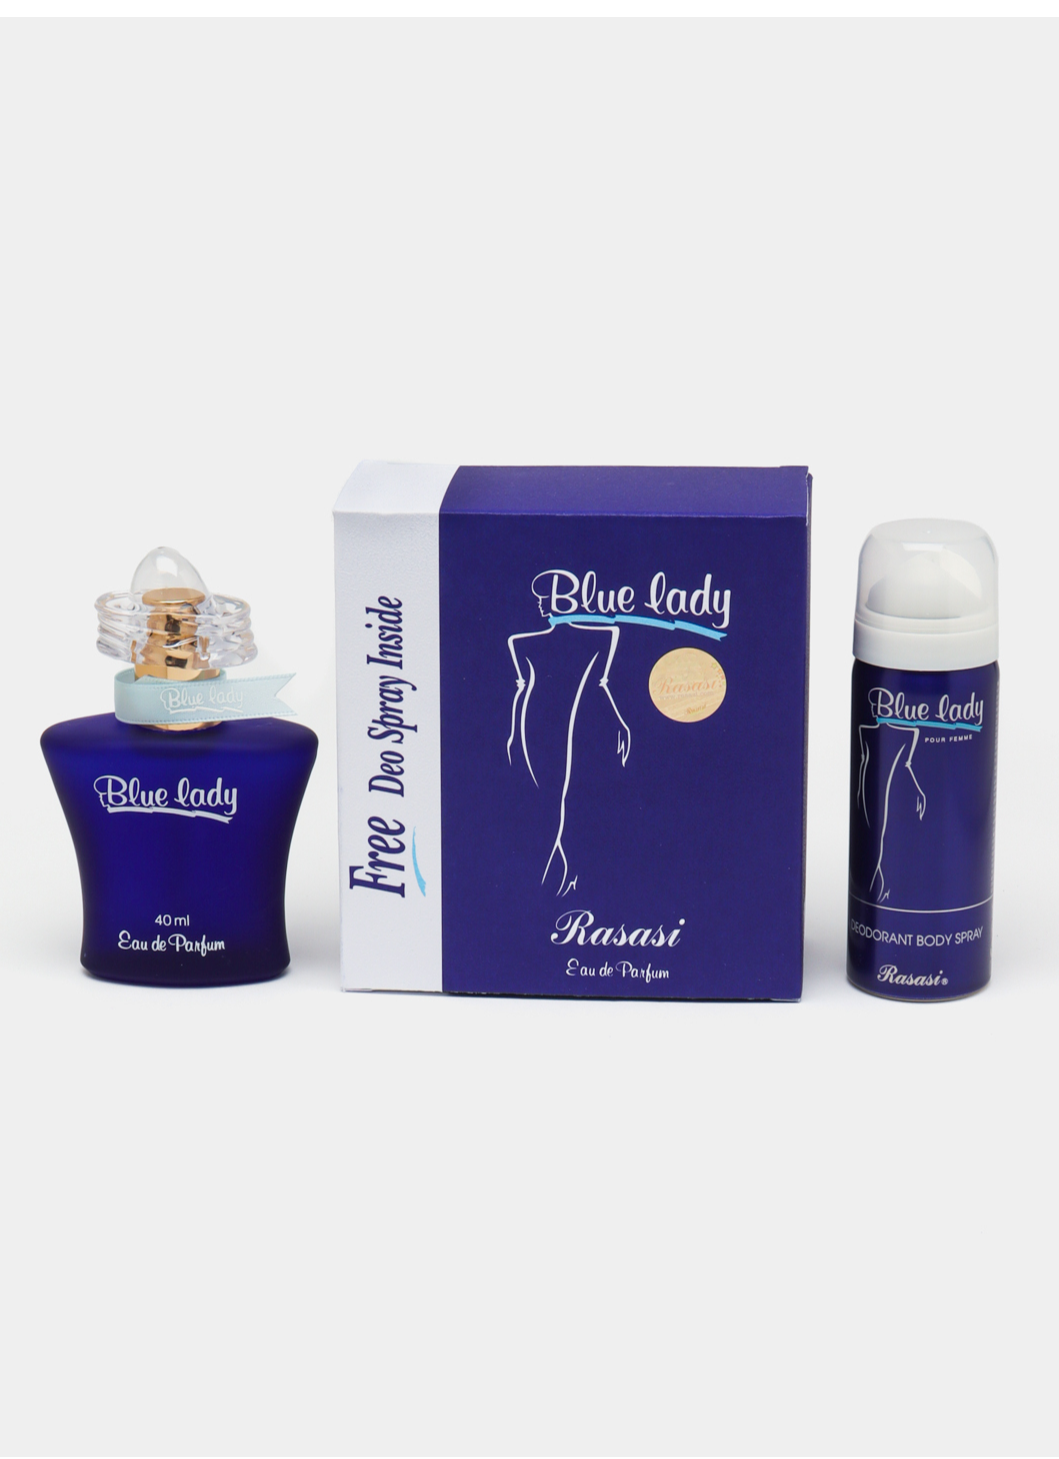 Blue lady
Blue lady
40 ml
Eau de Parfum
Free Deo Spray Inside
Blue lady
Rasasi
Rasasi
Eau de Parfum
Blue lady
POUR FEMME
DEODORANT BODY SPRAY
Rasasi®